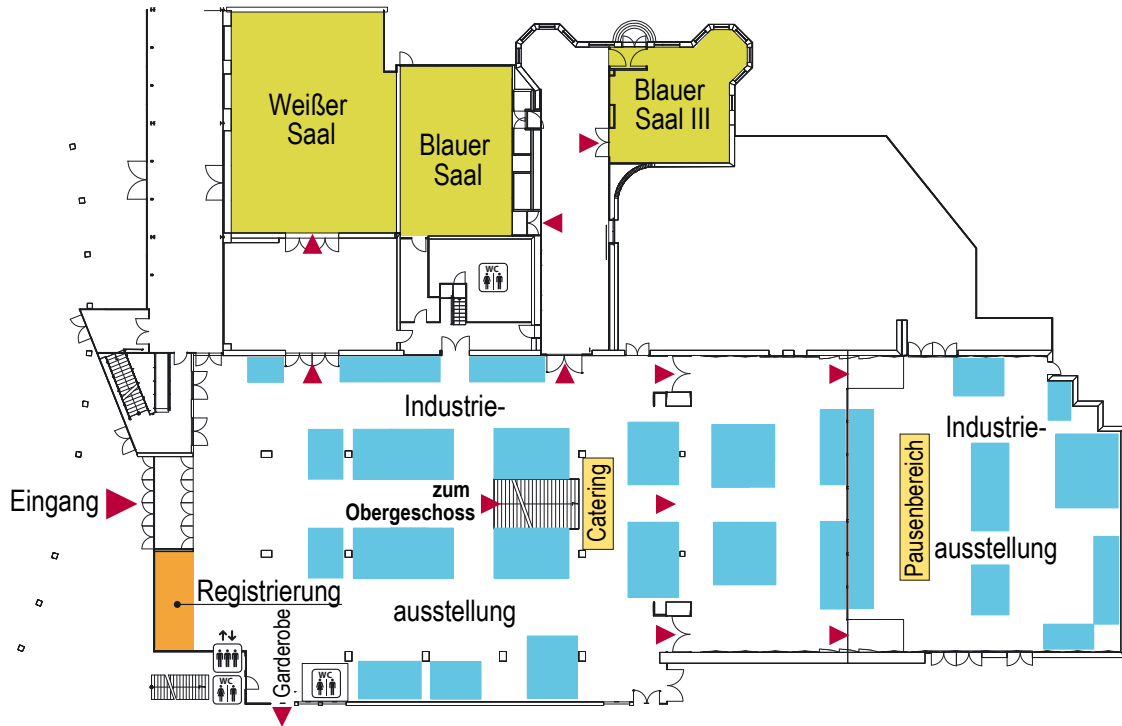 Weißer
Saal
Blauer
Saal
Blauer
Saal III
WC
Industrie-
Industrie-
Eingang
zum
Obergeschoss
Catering
Pausenbereich
ausstellung
Registrierung
ausstellung
Garderobe
WC
WC